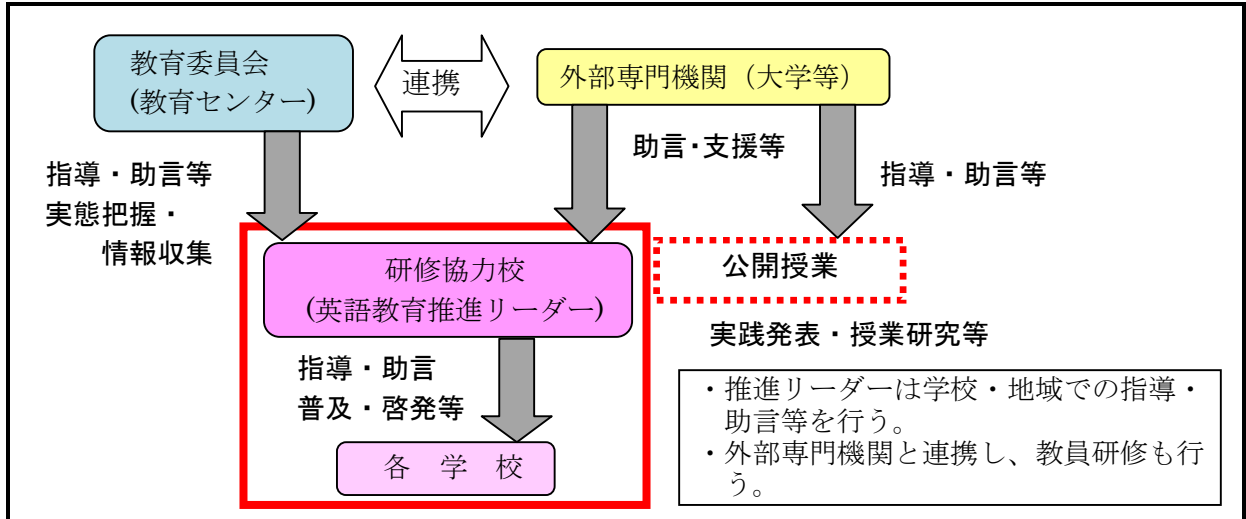 教育委員会
(教育センター)
連携
外部専門機関（大学等）
指導・助言等
実態把握・
情報収集
助言・支援等
指導・助言等
研修協力校
(英語教育推進リーダー)
公開授業
実践発表・授業研究等
指導・助言
普及・啓発等
各　学　校
・推進リーダーは学校・地域での指導・
助言等を行う。
・外部専門機関と連携し、教員研修も行
う。